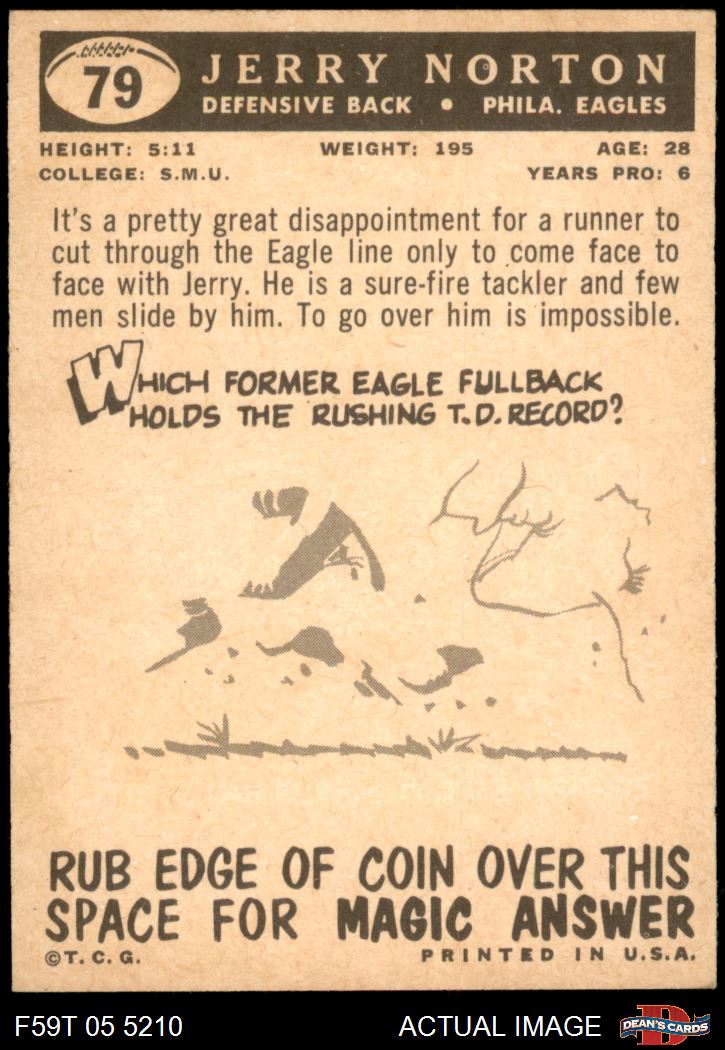 79
JERRY NORTON
DEFENSIVE BACK • PHILA. EAGLES
HEIGHT: 5:11 WEIGHT: 195 AGE: 28
COLLEGE: S.M.U. YEARS PRO: 6
It's a pretty great disappointment for a runner to
cut through the Eagle line only to come face to
face with Jerry. He is a sure-fire tackler and few
men slide by him. To go over him is impossible.
WHICH FORMER EAGLE FULLBACK
HOLDS THE RUSHING T.D. RECORD?
RUB EDGE OF COIN OVER THIS
SPACE FOR MAGIC ANSWER
©T. C. G. PRINTED IN U.S.A.
F59T 05 5210 ACTUAL IMAGE D DEAN'S CARDS